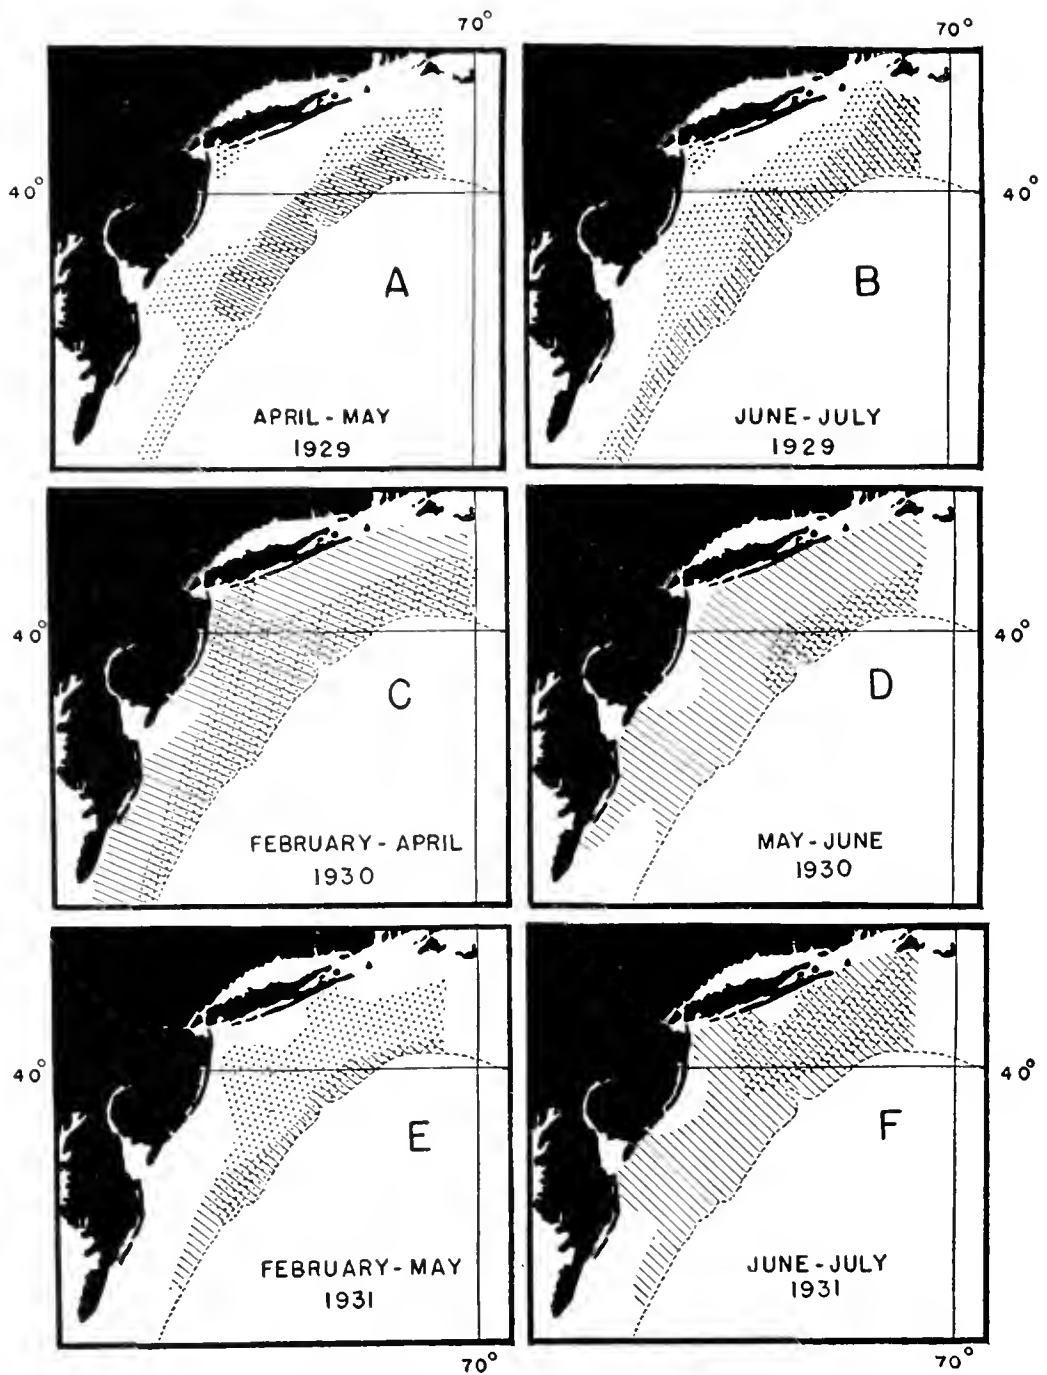 70°
70°
40°
40°
A
B
APRIL - MAY
1929
JUNE-JULY
1929
40°
40°
C
D
FEBRUARY - APRIL
1930
MAY - JUNE
1930
40°
40°
E
F
FEBRUARY - MAY
1931
JUNE-JULY
1931
70°
70°